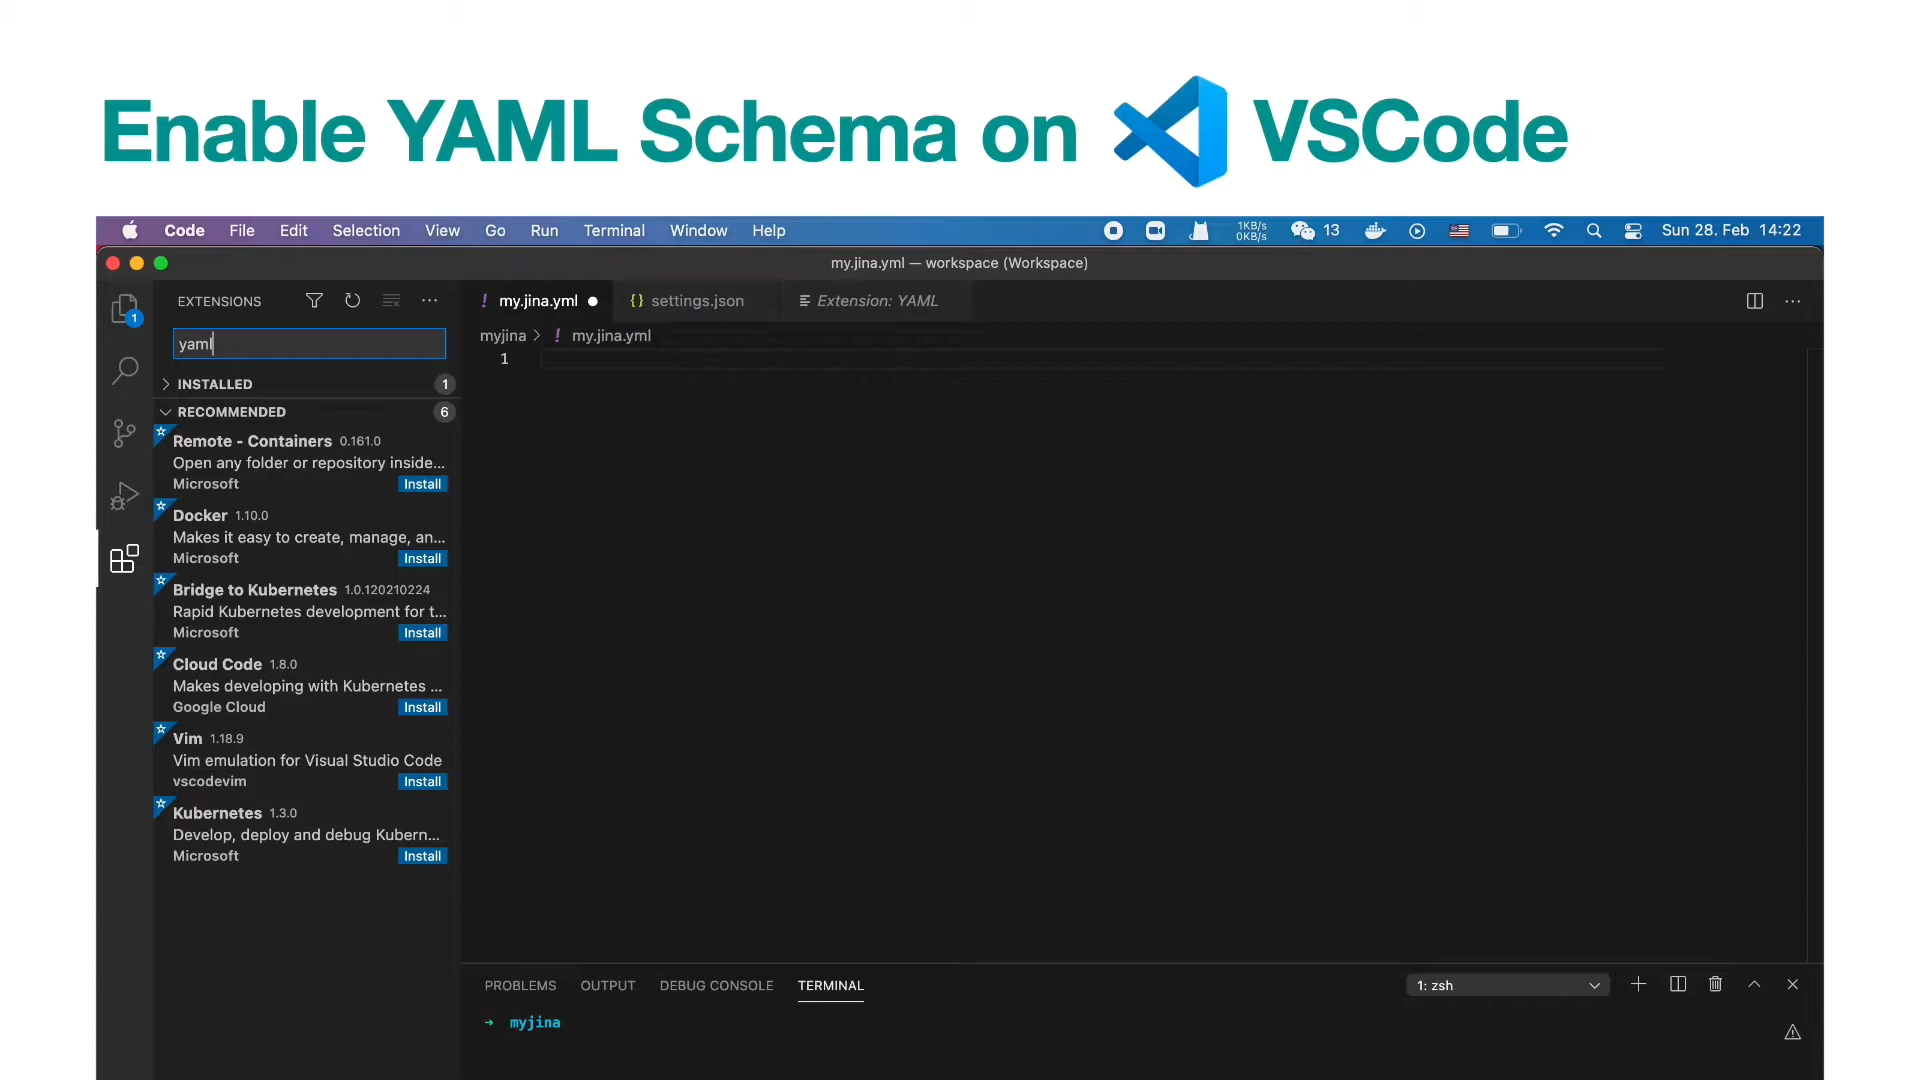 Enable YAML Schema on VSCode
Code File Edit Selection View Go Run Terminal Window Help 1KB/s 0KB/s 13 Sun 28. Feb 14:22
my.jina.yml — workspace (Workspace)
1
EXTENSIONS
! my.jina.yml ● {} settings.json Extension: YAML
yaml
myjina > ! my.jina.yml
1
INSTALLED 1
RECOMMENDED 6
Remote - Containers 0.161.0
Open any folder or repository inside...
Microsoft Install
Docker 1.10.0
Makes it easy to create, manage, an...
Microsoft Install
Bridge to Kubernetes 1.0.120210224
Rapid Kubernetes development for t...
Microsoft Install
Cloud Code 1.8.0
Makes developing with Kubernetes ...
Google Cloud Install
Vim 1.18.9
Vim emulation for Visual Studio Code
vscodevim Install
Kubernetes 1.3.0
Develop, deploy and debug Kubern...
Microsoft Install
PROBLEMS OUTPUT DEBUG CONSOLE TERMINAL 1: zsh
→ myjina